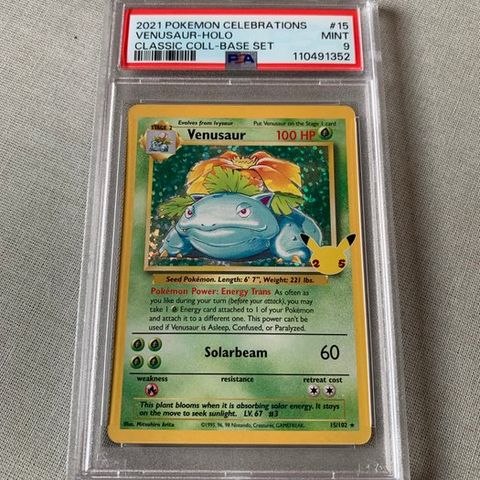 2021 POKEMON CELEBRATIONS #15
VENUSAUR-HOLO MINT
CLASSIC COLL-BASE SET 9
PSA 110491352
Evolves from Ivysaur Put Venusaur on the Stage 1 card
STAGE 2
Venusaur 100 HP
25
Seed Pokémon. Length: 6' 7", Weight: 221 lbs.
Pokémon Power: Energy Trans As often as
you like during your turn (before your attack), you may
take 1 Energy card attached to 1 of your Pokémon
and attach it to a different one. This power can't be
used if Venusaur is Asleep, Confused, or Paralyzed.
Solarbeam 60
weakness resistance retreat cost
This plant blooms when it is absorbing solar energy. It stays
on the move to seek sunlight. LV. 67 #3
Illus. Mitsuhiro Arita ©1995, 96, 98 Nintendo, Creatures, GAMEFREAK. 15/102 ★